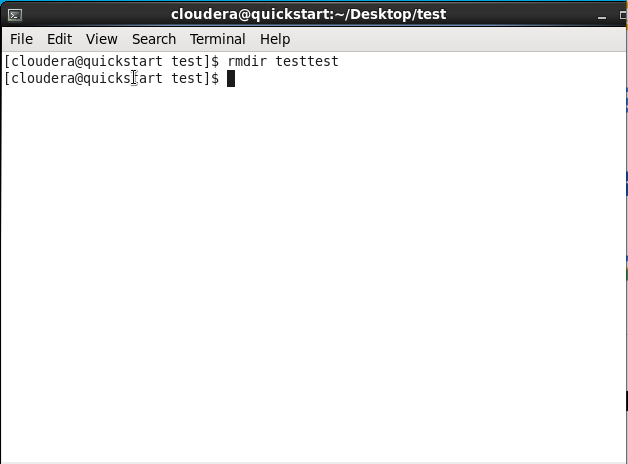 cloudera@quickstart:~/Desktop/test
File Edit View Search Terminal Help
[cloudera@quickstart test]$ rmdir testtest
[cloudera@quickstart test]$